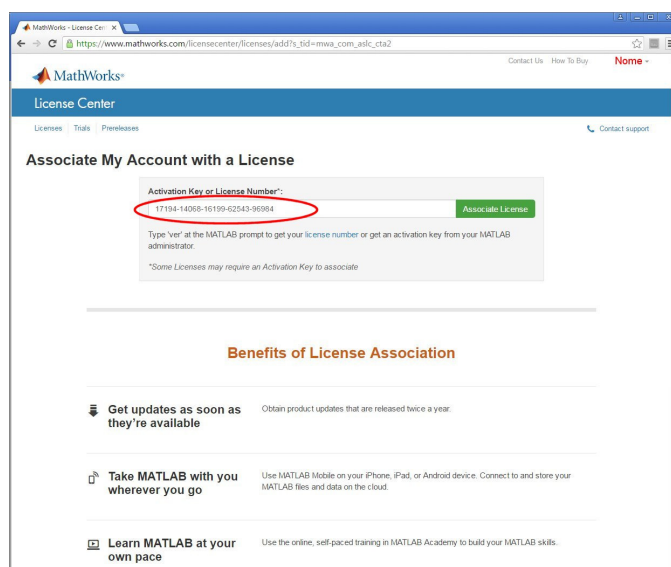 MathWorks - License Cen
https://www.mathworks.com/licensecenter/licenses/add?s_tid=mwa_com_aslc_cta2
Contact Us How To Buy Nome
MathWorks®
License Center
Licenses Trials Prereleases Contact support
Associate My Account with a License
Activation Key or License Number*:
17194-14068-16199-62543-96984 Associate License
Type 'ver' at the MATLAB prompt to get your license number or get an activation key from your MATLAB
administrator.
*Some Licenses may require an Activation Key to associate
Benefits of License Association
Get updates as soon as
they're available
Obtain product updates that are released twice a year.
Take MATLAB with you
wherever you go
Use MATLAB Mobile on your iPhone, iPad, or Android device. Connect to and store your
MATLAB files and data on the cloud.
Learn MATLAB at your
own pace
Use the online, self-paced training in MATLAB Academy to build your MATLAB skills.